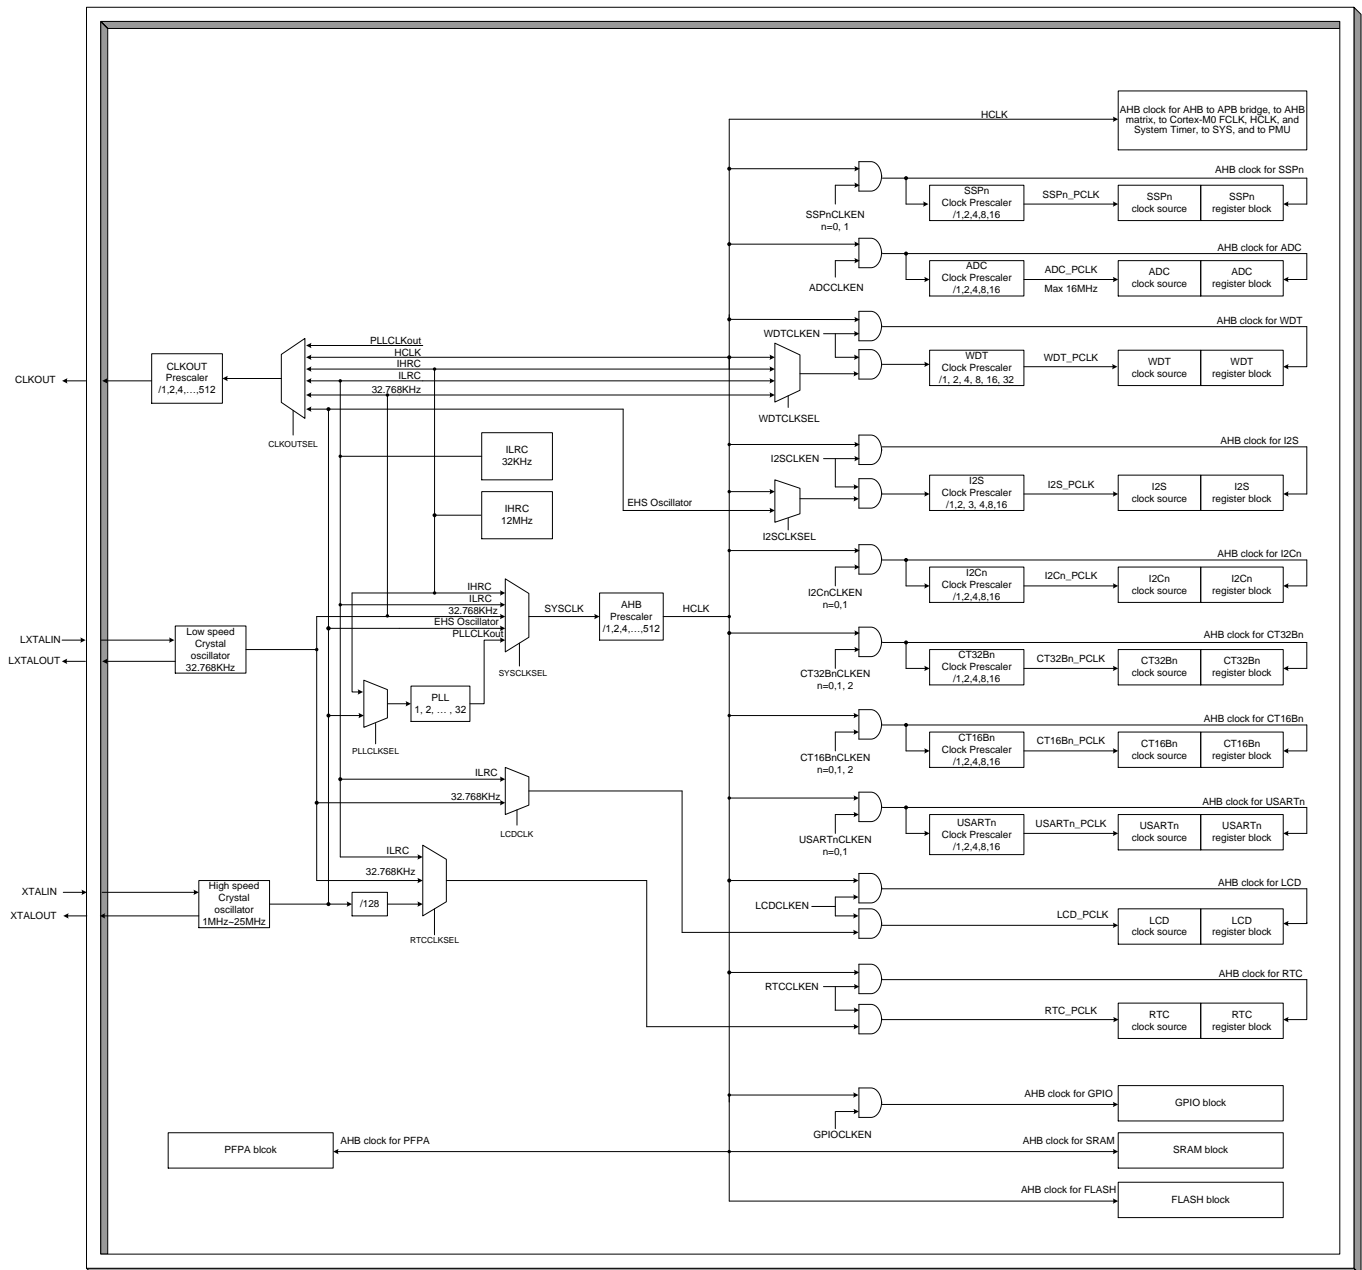 HCLK
AHB clock for AHB to APB bridge, to AHB
matrix, to Cortex-M0 FCLK, HCLK, and
System Timer, to SYS, and to PMU
AHB clock for SSPn
SSPnCLKEN
n=0, 1
SSPn
Clock Prescaler
/1,2,4,8,16
SSPn_PCLK
SSPn
clock source
SSPn
register block
AHB clock for ADC
ADCCLKEN
ADC
Clock Prescaler
/1,2,4,8,16
ADC_PCLK
Max 16MHz
ADC
clock source
ADC
register block
AHB clock for WDT
WDTCLKEN
WDT
Clock Prescaler
/1, 2, 4, 8, 16, 32
WDT_PCLK
WDT
clock source
WDT
register block
WDTCLKSEL
PLLCLKout
HCLK
IHRC
ILRC
32.768KHz
CLKOUT
CLKOUT
Prescaler
/1,2,4,…,512
CLKOUTSEL
ILRC
32KHz
IHRC
12MHz
EHS Oscillator
AHB clock for I2S
I2SCLKEN
I2S
Clock Prescaler
/1,2, 3, 4,8,16
I2S_PCLK
I2S
clock source
I2S
register block
I2SCLKSEL
AHB clock for I2Cn
I2CnCLKEN
n=0,1
I2Cn
Clock Prescaler
/1,2,4,8,16
I2Cn_PCLK
I2Cn
clock source
I2Cn
register block
IHRC
ILRC
32.768KHz
EHS Oscillator
PLLCLKout
SYSCLK
SYSCLKSEL
AHB
Prescaler
/1,2,4,…,512
HCLK
LXTALIN
LXTALOUT
Low speed
Crystal
oscillator
32.768KHz
PLLCLKSEL
PLL
1, 2, … , 32
AHB clock for CT32Bn
CT32BnCLKEN
n=0,1, 2
CT32Bn
Clock Prescaler
/1,2,4,8,16
CT32Bn_PCLK
CT32Bn
clock source
CT32Bn
register block
AHB clock for CT16Bn
CT16BnCLKEN
n=0,1, 2
CT16Bn
Clock Prescaler
/1,2,4,8,16
CT16Bn_PCLK
CT16Bn
clock source
CT16Bn
register block
ILRC
32.768KHz
LCDCLK
AHB clock for USARTn
USARTnCLKEN
n=0,1
USARTn
Clock Prescaler
/1,2,4,8,16
USARTn_PCLK
USARTn
clock source
USARTn
register block
ILRC
32.768KHz
RTCCLKSEL
XTALIN
XTALOUT
High speed
Crystal
oscillator
1MHz~25MHz
/128
AHB clock for LCD
LCDCLKEN
LCD_PCLK
LCD
clock source
LCD
register block
AHB clock for RTC
RTCCLKEN
RTC_PCLK
RTC
clock source
RTC
register block
AHB clock for GPIO
GPIOCLKEN
GPIO block
PFPA blcok
AHB clock for PFPA
AHB clock for SRAM
SRAM block
AHB clock for FLASH
FLASH block